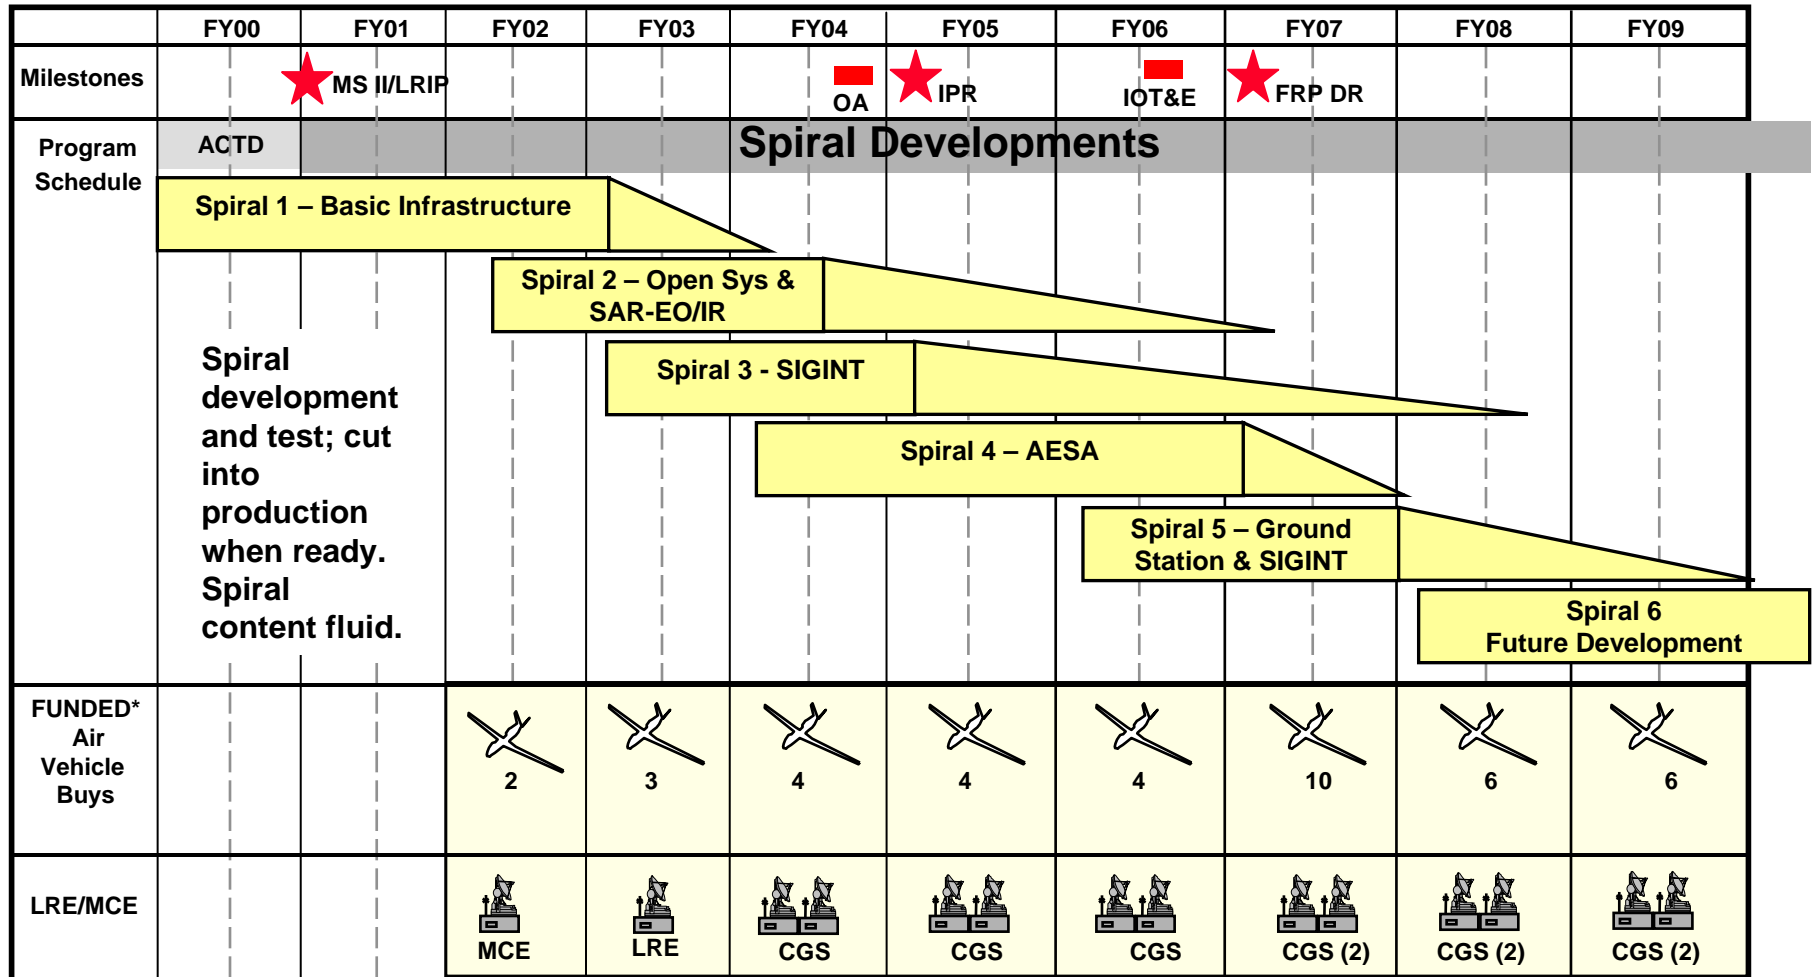 FY00 FY01 FY02 FY03 FY04 FY05 FY06 FY07 FY08 FY09
Milestones
MS II/LRIP
OA
IPR
IOT&E
FRP DR
Program
Schedule
ACTD
Spiral Developments
Spiral 1 – Basic Infrastructure
Spiral 2 – Open Sys &
SAR-EO/IR
Spiral 3 - SIGINT
Spiral 4 – AESA
Spiral 5 – Ground
Station & SIGINT
Spiral 6
Future Development
Spiral
development
and test; cut
into
production
when ready.
Spiral
content fluid.
FUNDED*
Air
Vehicle
Buys
2 3 4 4 4 10 6 6
LRE/MCE
MCE LRE CGS CGS CGS CGS (2) CGS (2) CGS (2)